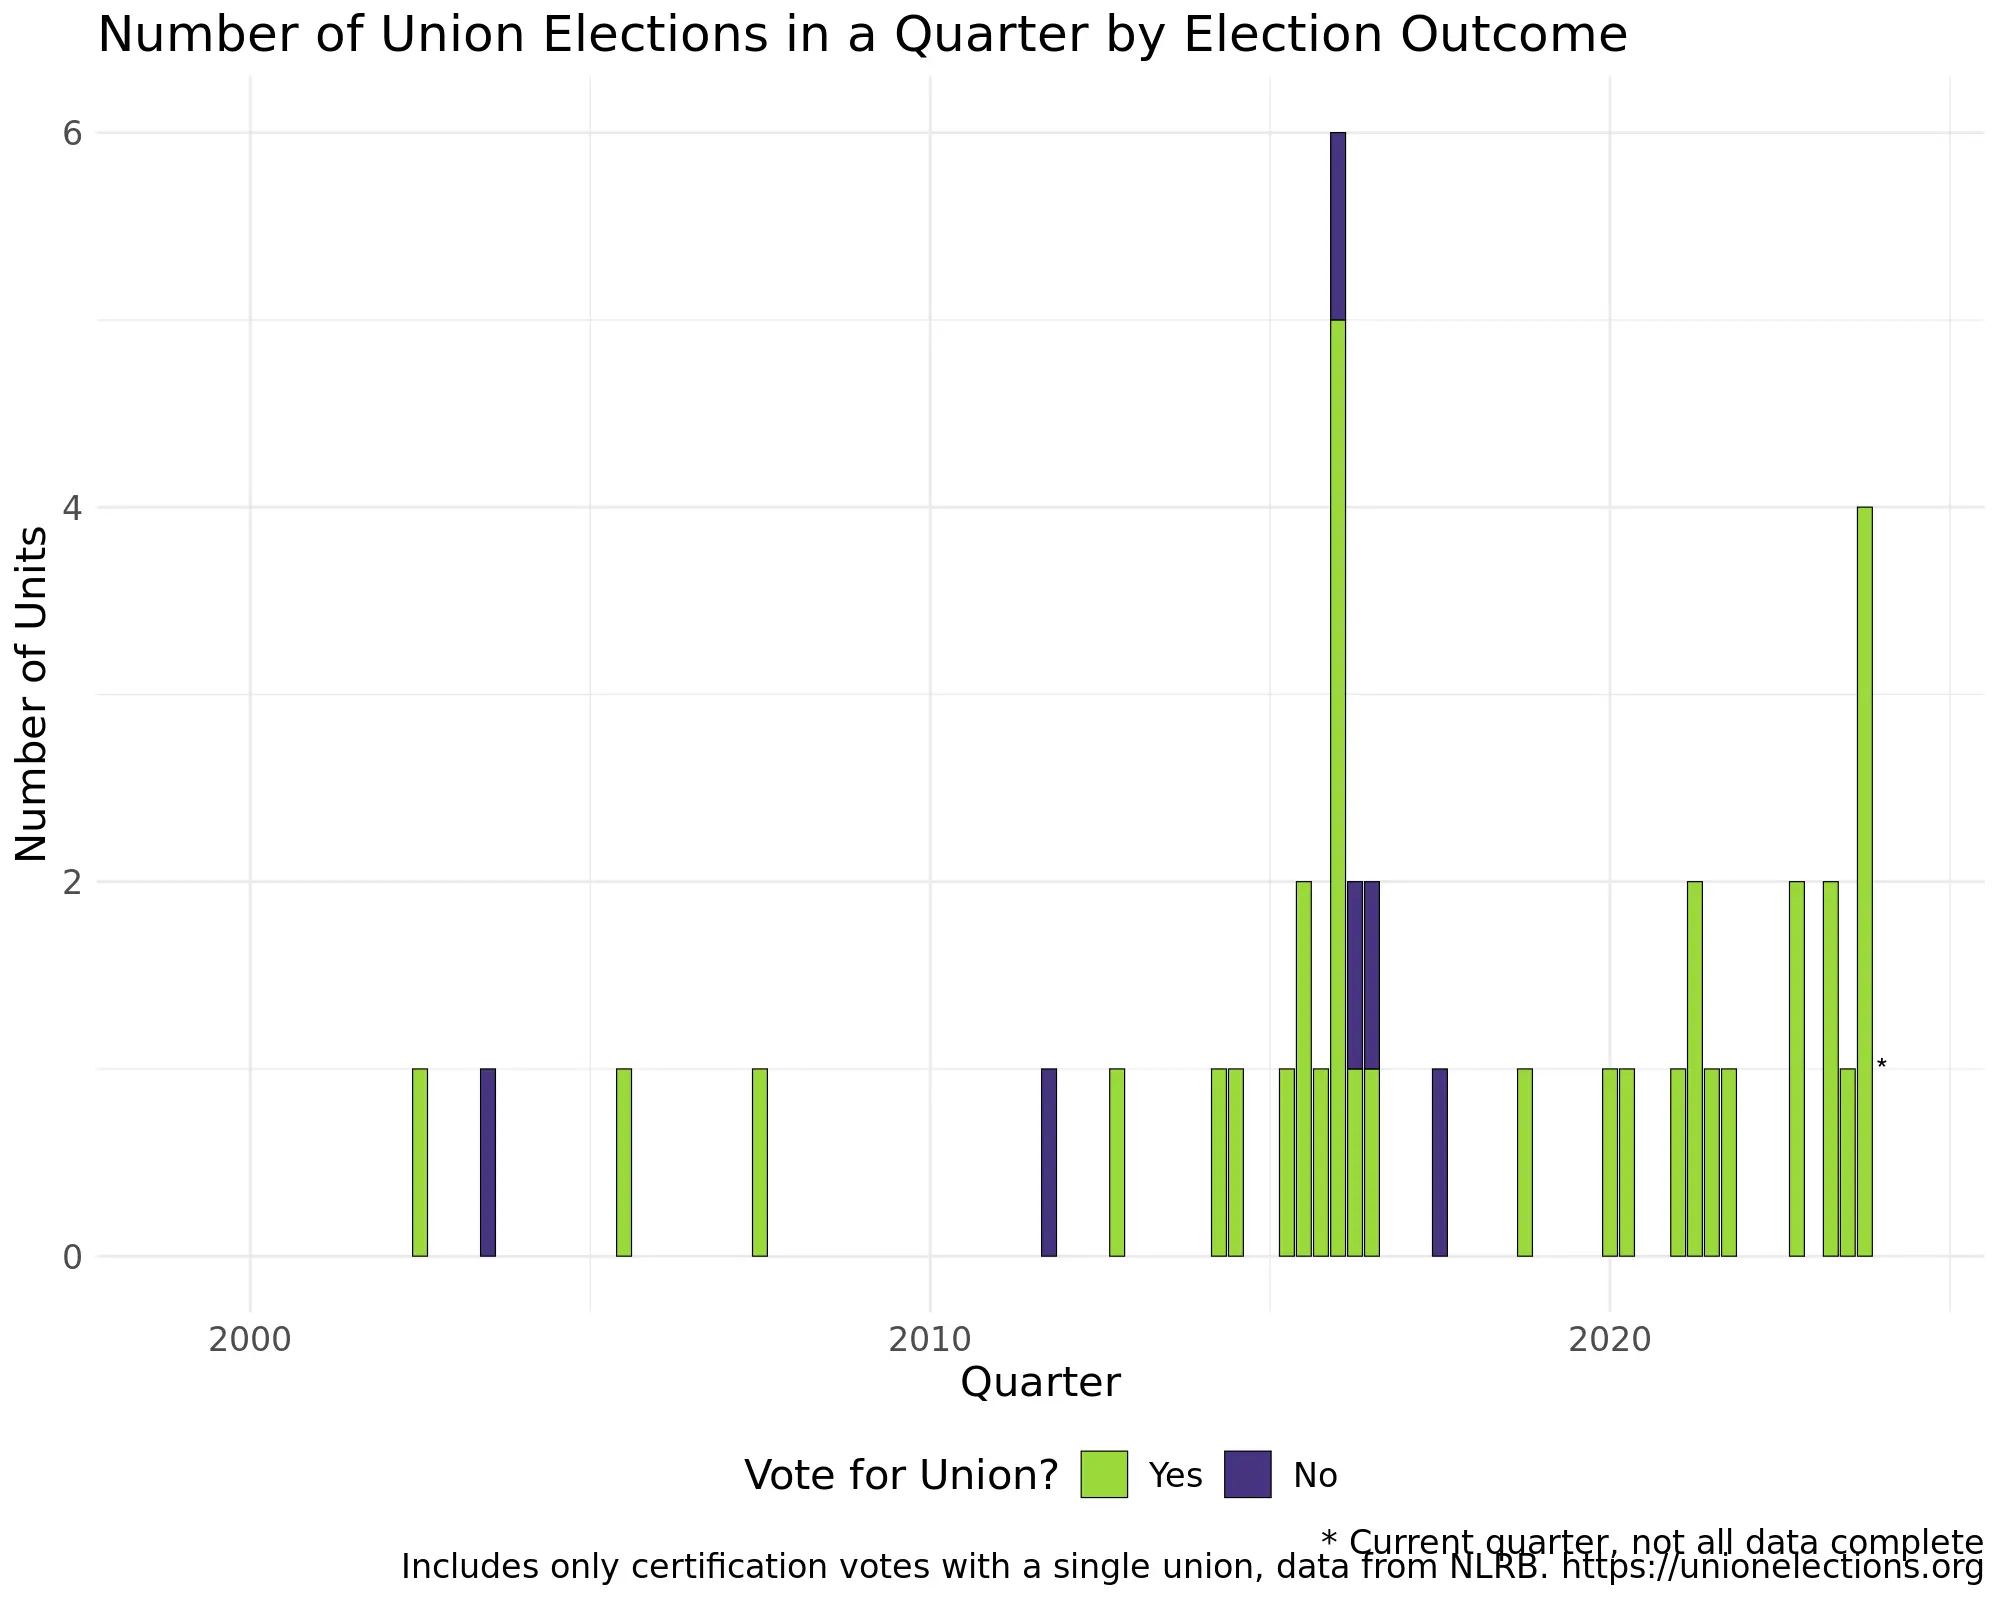 Number of Union Elections in a Quarter by Election Outcome
6
4
2
0
Number of Units
*
2000 2010 2020
Quarter
Vote for Union? Yes No
* Current quarter, not all data complete
Includes only certification votes with a single union, data from NLRB. https://unionelections.org